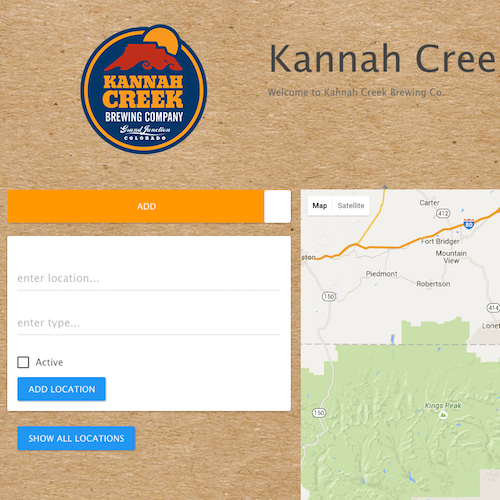 KANNAH
CREEK
BREWING COMPANY
Grand Junction
COLORADO
Kannah Cree
Welcome to Kannah Creek Brewing Co.
ADD
enter location...
enter type...
Active
ADD LOCATION
SHOW ALL LOCATIONS
Map Satellite
Carter
412
80
ston
Fort Bridger
Mountain
View
Piedmont
Robertson
150
412
Lonet
150
Kings Peak